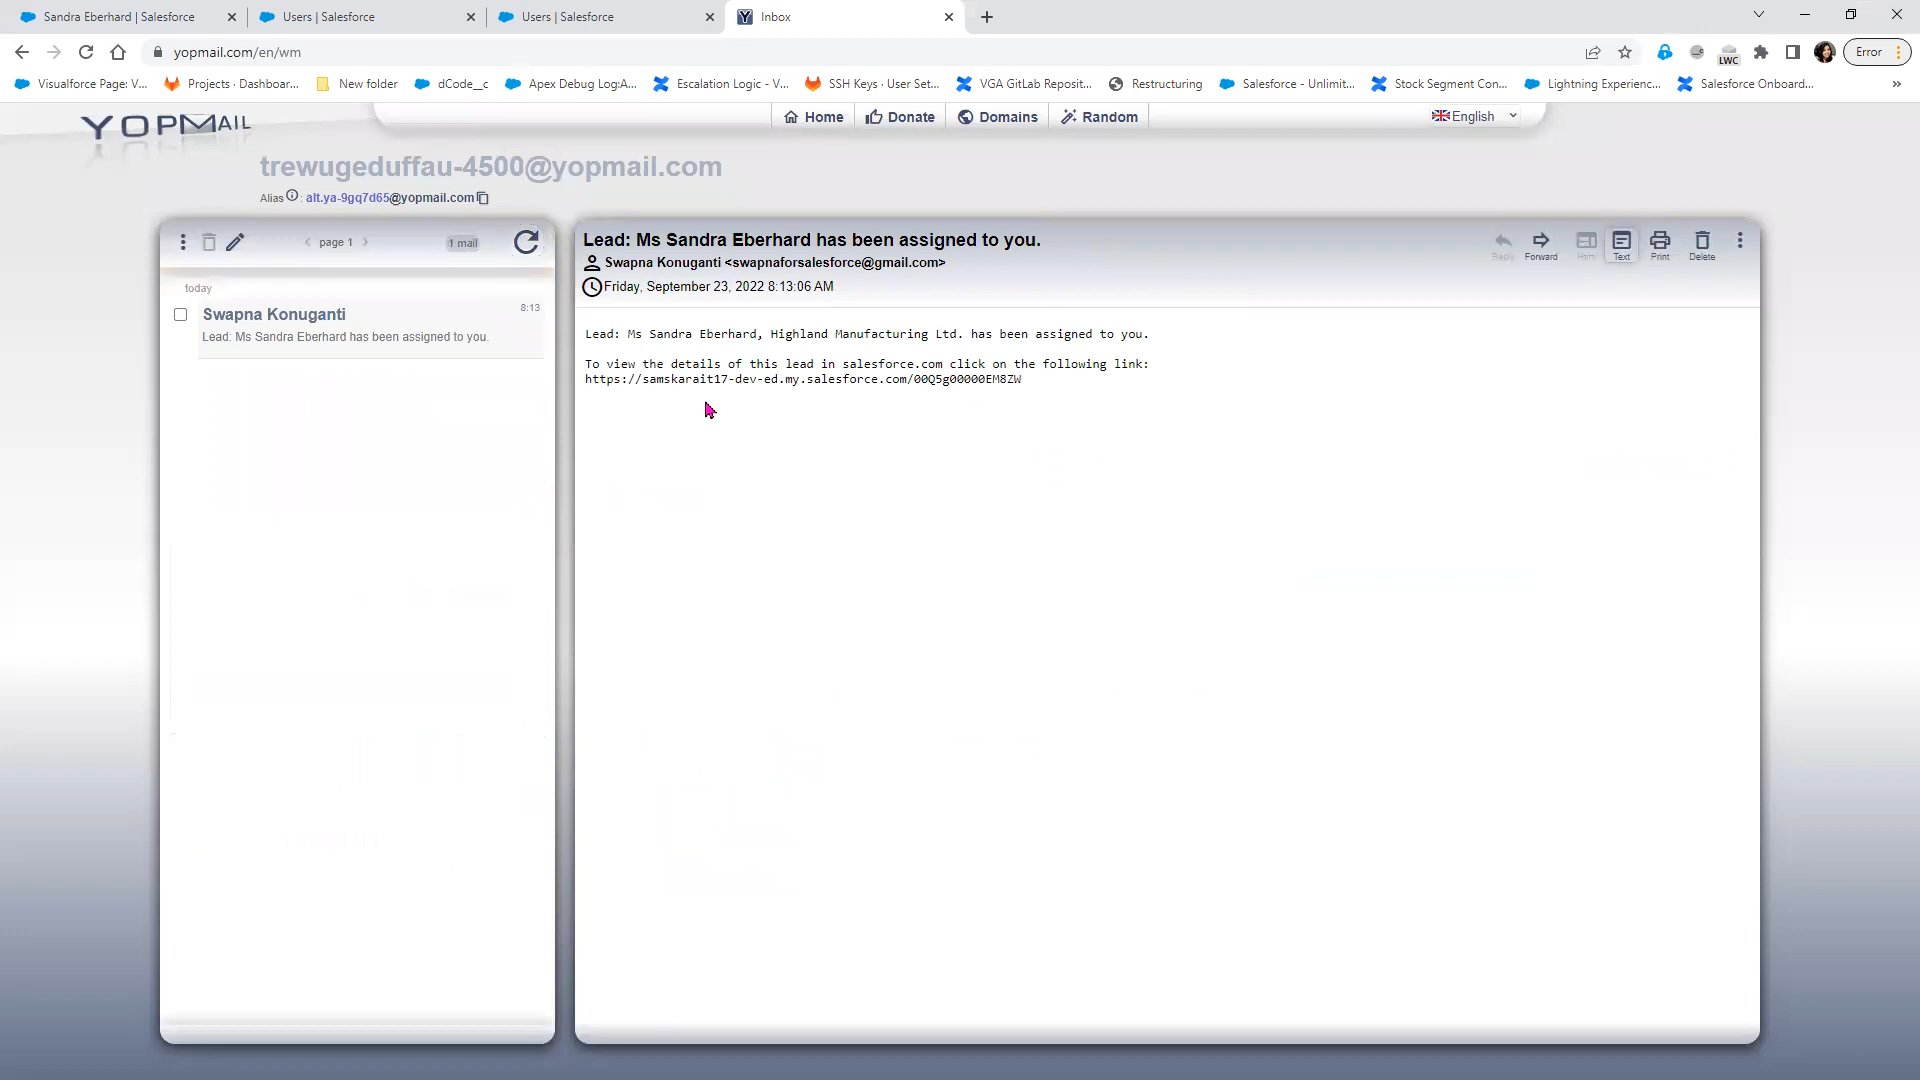 Sandra Eberhard | Salesforce
Users | Salesforce
Users | Salesforce
Inbox
yopmail.com/en/wm
LWC
Error
Visualforce Page: V...
Projects · Dashboar...
New folder
dCode__c
Apex Debug Log:A...
Escalation Logic - V...
SSH Keys · User Set...
VGA GitLab Reposit...
Restructuring
Salesforce - Unlimit...
Stock Segment Con...
Lightning Experienc...
Salesforce Onboard...
»
YOPMAIL
Home
Donate
Domains
Random
English
trewugeduffau-4500@yopmail.com
Alias : alt.ya-9gq7d65@yopmail.com
page 1
1 mail
today
Swapna Konuganti
8:13
Lead: Ms Sandra Eberhard has been assigned to you.
Lead: Ms Sandra Eberhard has been assigned to you.
Swapna Konuganti <swapnaforsalesforce@gmail.com>
Friday, September 23, 2022 8:13:06 AM
Reply
Forward
Html
Text
Print
Delete
Lead: Ms Sandra Eberhard, Highland Manufacturing Ltd. has been assigned to you.
To view the details of this lead in salesforce.com click on the following link:
https://samskarait17-dev-ed.my.salesforce.com/00Q5g00000EM8ZW